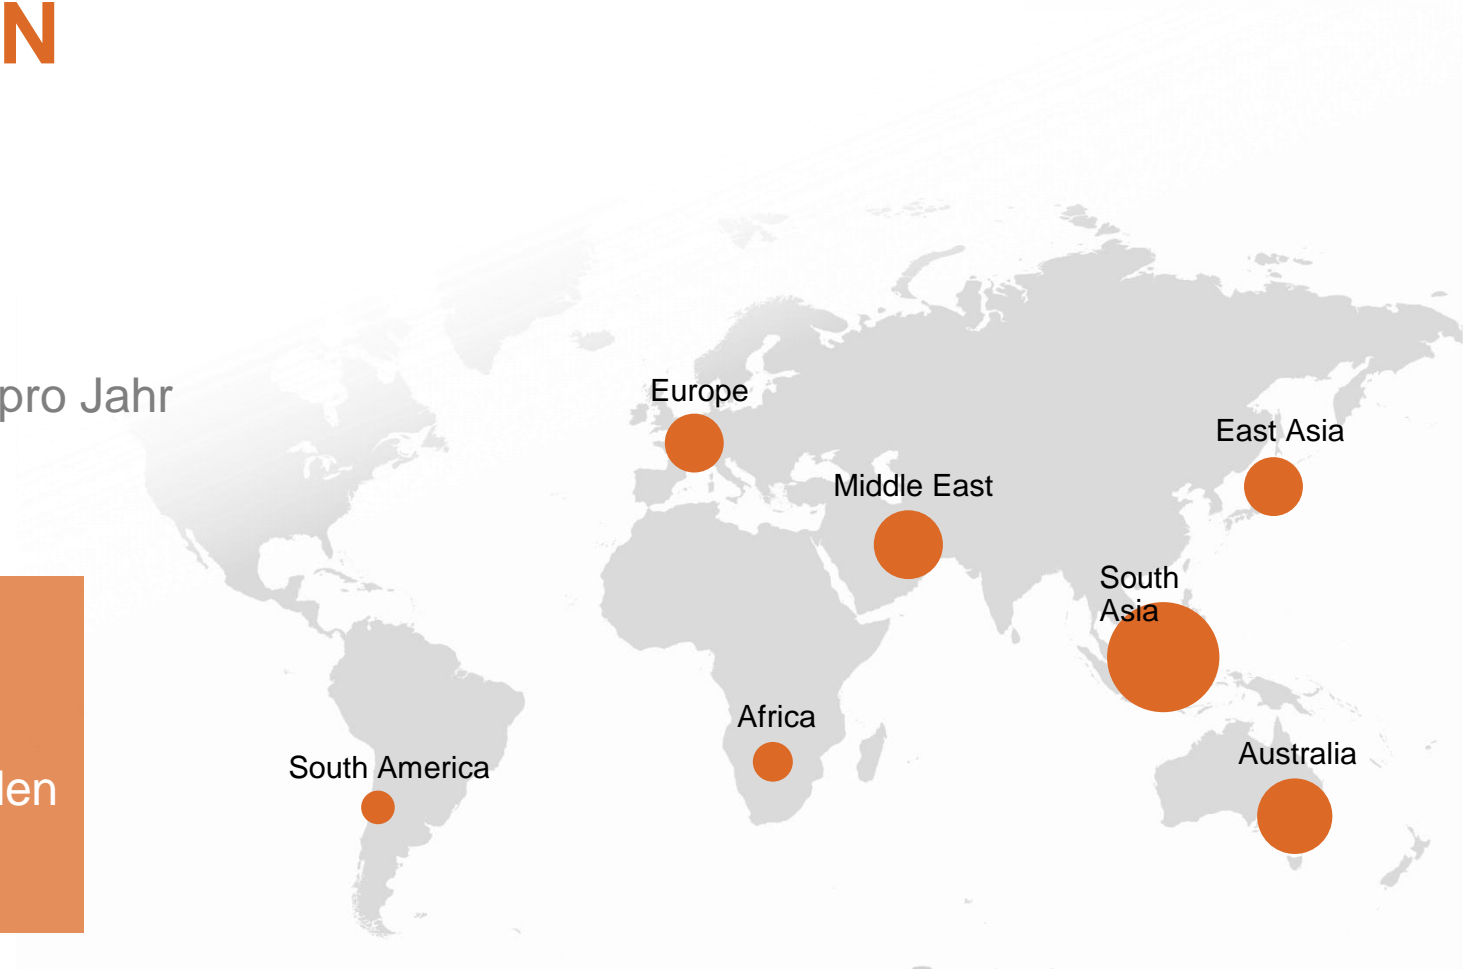 N
pro Jahr
Europe
East Asia
Middle East
South
Asia
Africa
Australia
South America
len